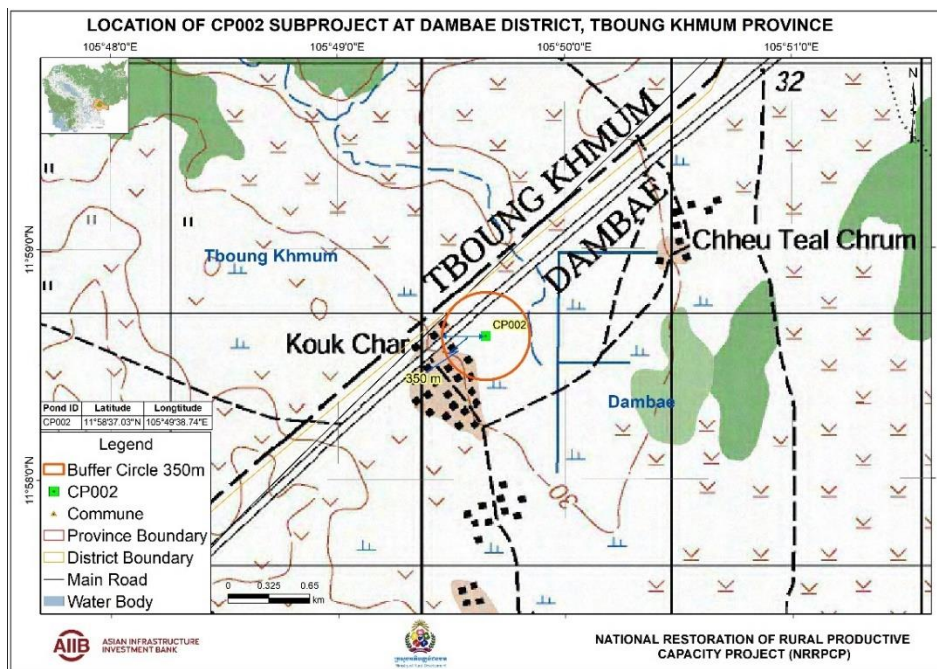 LOCATION OF CP002 SUBPROJECT AT DAMBAE DISTRICT, TBOUNG KHMUM PROVINCE
105°48'0"E 105°49'0"E 105°50'0"E 106°51'0"E
32
N
TBOUNG KHMUM
DAMBAE
11°59'0"N
Tboung Khmum
Chheu Teal Chrum
CP002
Kouk Char
350 m
Dambae
Pond ID Latitude Longtitude
CP002 11°58'37.03"N 105°49'38.74"E
Legend
Buffer Circle 350m
CP002
Commune
Province Boundary
District Boundary
Main Road
Water Body
11°58'0"N
30
0 0.325 0.65
km
AIIB ASIAN INFRASTRUCTURE
INVESTMENT BANK
NATIONAL RESTORATION OF RURAL PRODUCTIVE
CAPACITY PROJECT (NRRPCP)